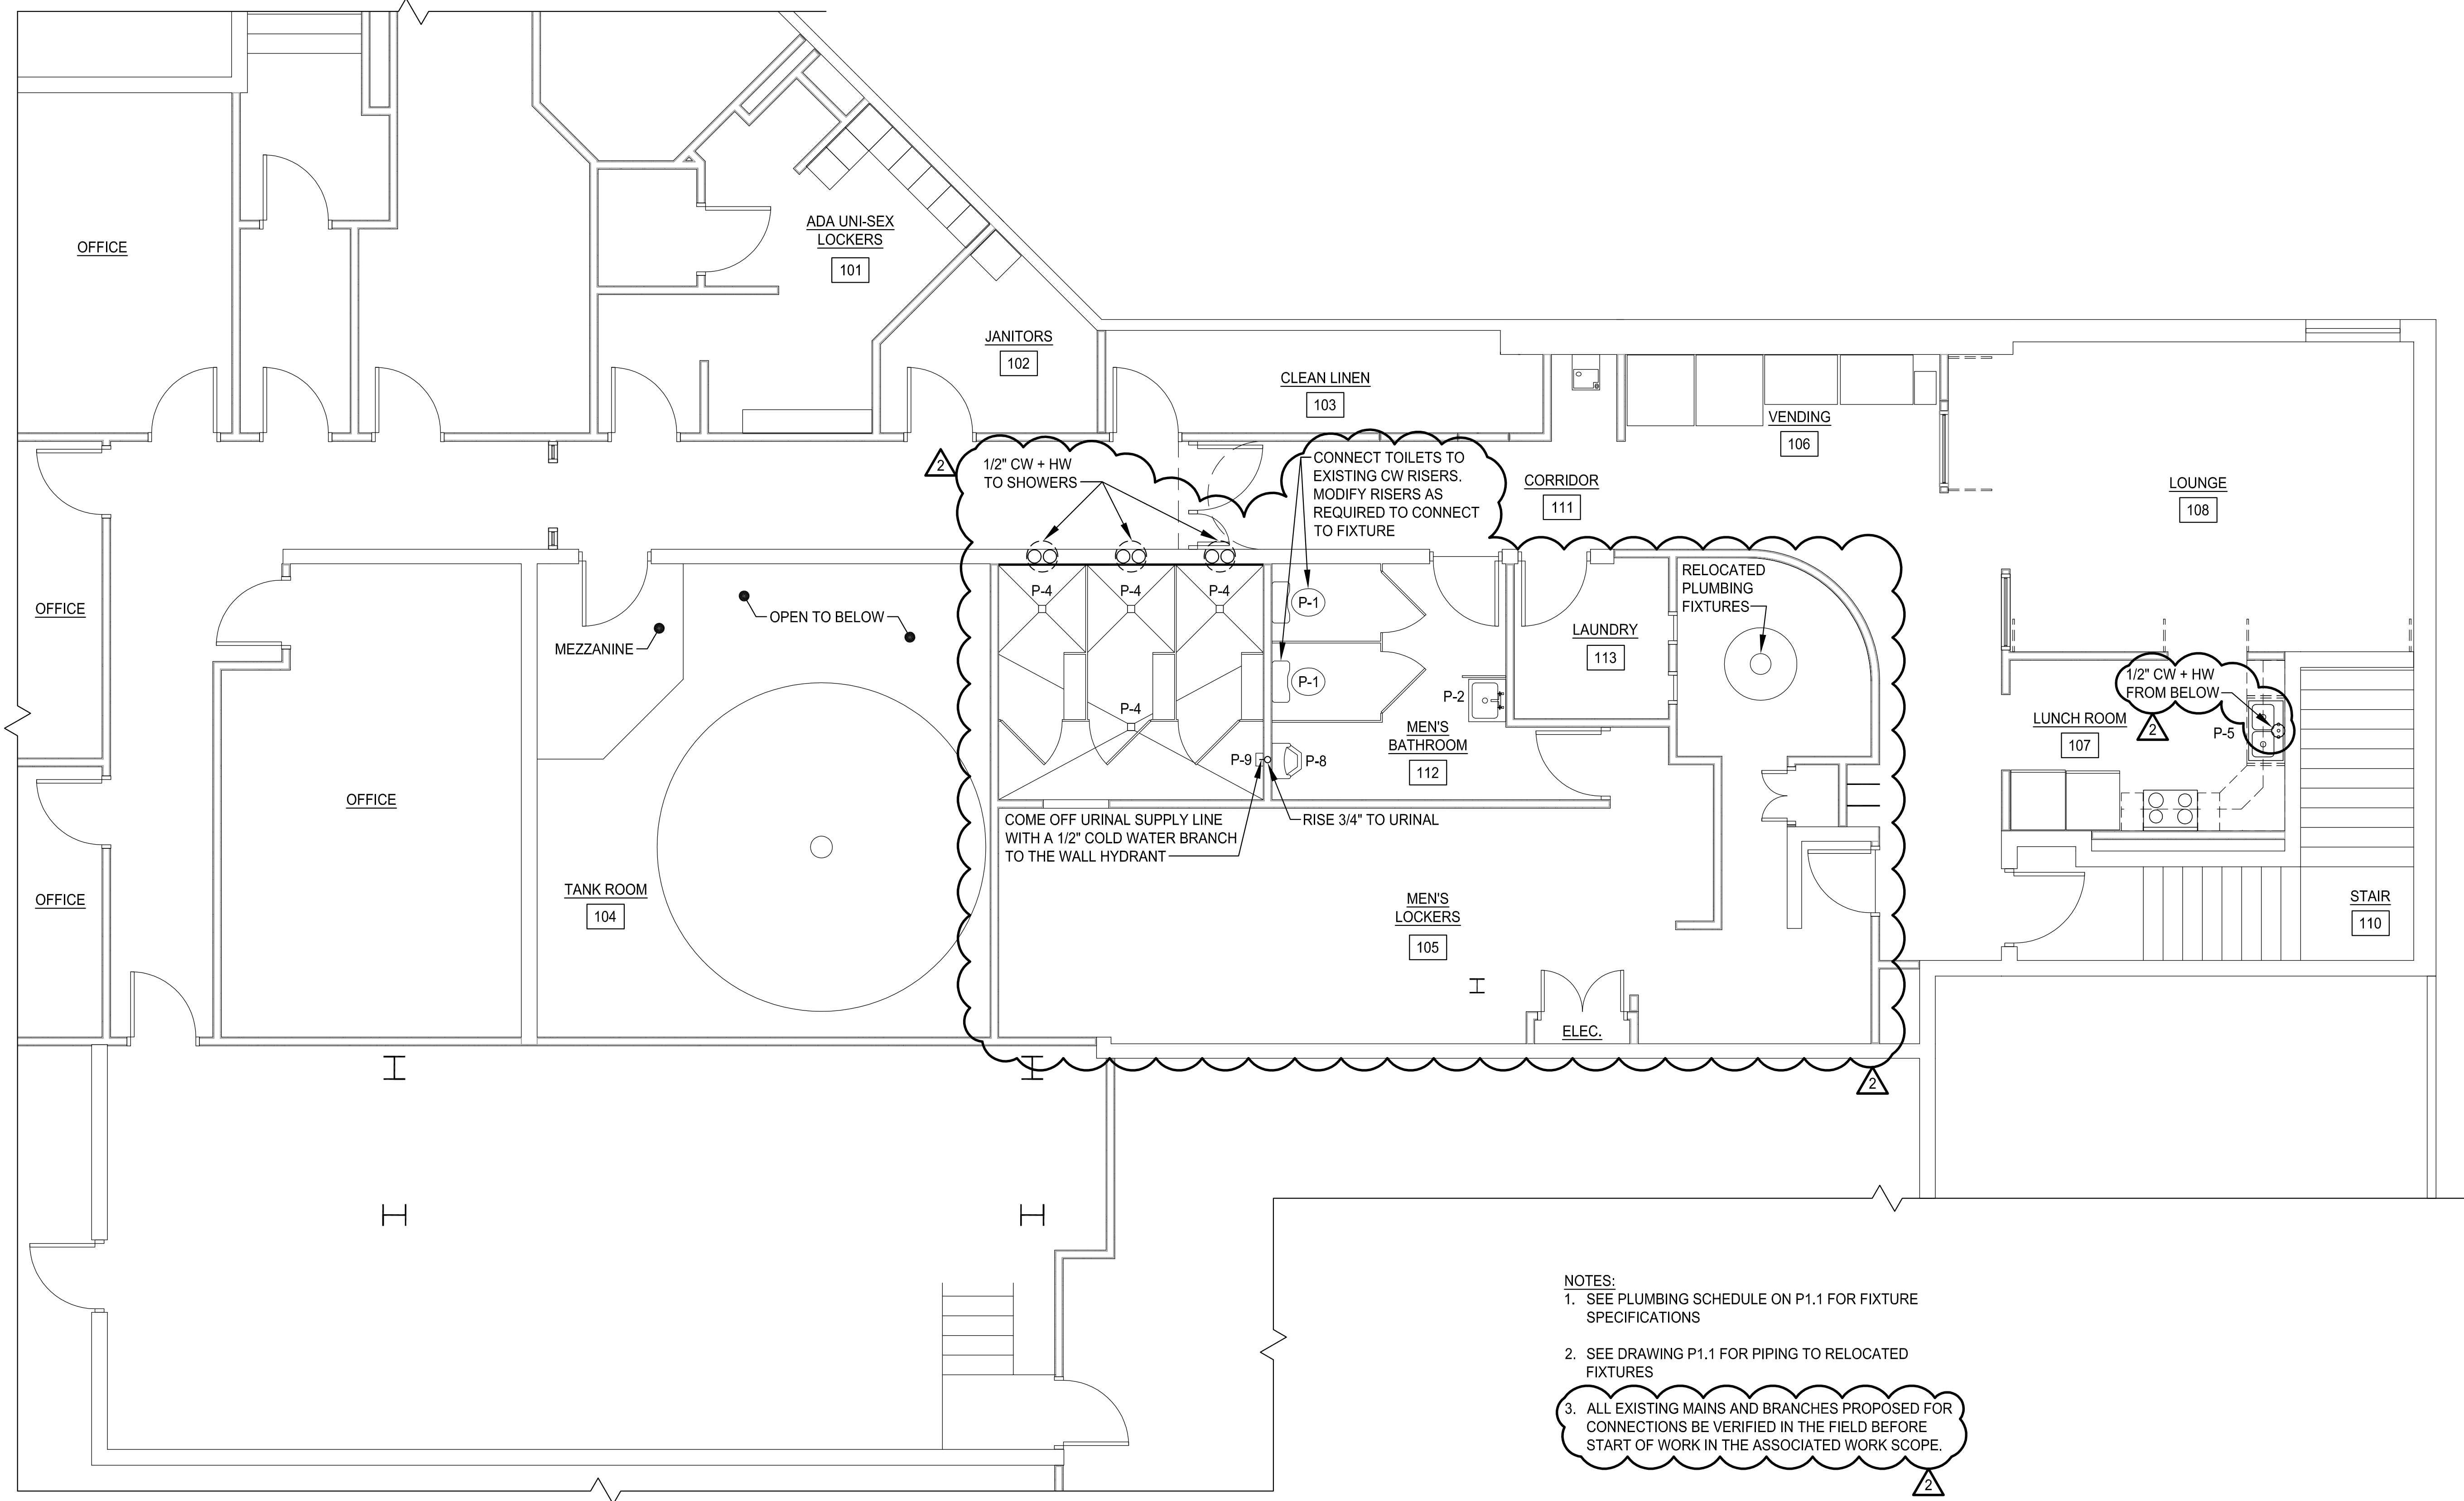 OFFICE
ADA UNI-SEX
LOCKERS
101
JANITORS
102
CLEAN LINEN
103
VENDING
106
2
1/2" CW + HW
TO SHOWERS
CONNECT TOILETS TO
EXISTING CW RISERS.
MODIFY RISERS AS
REQUIRED TO CONNECT
TO FIXTURE
CORRIDOR
111
LOUNGE
108
OFFICE
MEZZANINE
OPEN TO BELOW
P-4
P-4
P-4
P-4
P-1
P-1
P-2
LAUNDRY
113
RELOCATED
PLUMBING
FIXTURES
1/2" CW + HW
FROM BELOW
2
LUNCH ROOM
107
P-5
MEN'S
BATHROOM
112
P-9
P-8
OFFICE
COME OFF URINAL SUPPLY LINE
WITH A 1/2" COLD WATER BRANCH
TO THE WALL HYDRANT
RISE 3/4" TO URINAL
OFFICE
TANK ROOM
104
MEN'S
LOCKERS
105
STAIR
110
ELEC.
2
NOTES:
1. SEE PLUMBING SCHEDULE ON P1.1 FOR FIXTURE
SPECIFICATIONS
2. SEE DRAWING P1.1 FOR PIPING TO RELOCATED
FIXTURES
3. ALL EXISTING MAINS AND BRANCHES PROPOSED FOR
CONNECTIONS BE VERIFIED IN THE FIELD BEFORE
START OF WORK IN THE ASSOCIATED WORK SCOPE.
2